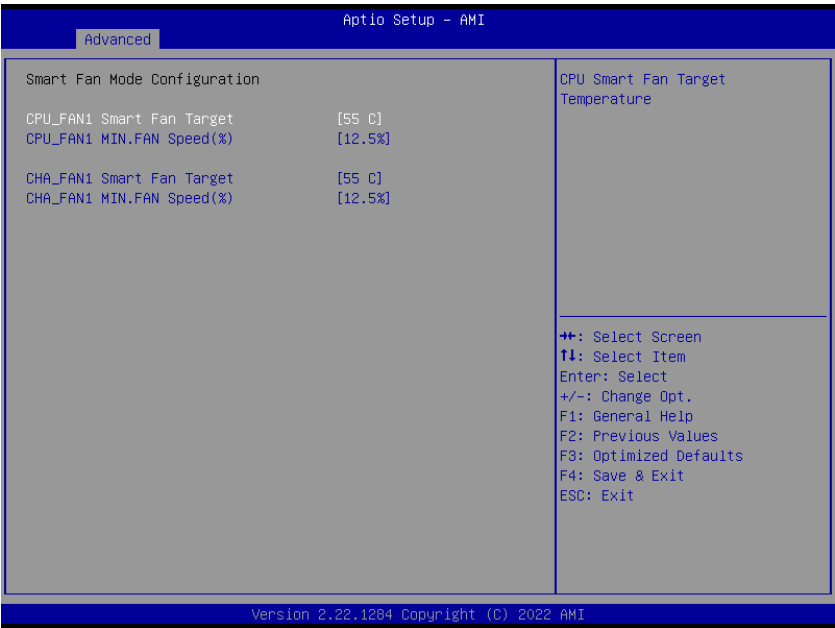 Aptio Setup – AMI
Advanced
Smart Fan Mode Configuration
CPU_FAN1 Smart Fan Target [55 C]
CPU_FAN1 MIN.FAN Speed(%) [12.5%]
CHA_FAN1 Smart Fan Target [55 C]
CHA_FAN1 MIN.FAN Speed(%) [12.5%]
CPU Smart Fan Target
Temperature
→←: Select Screen
↑↓: Select Item
Enter: Select
+/-: Change Opt.
F1: General Help
F2: Previous Values
F3: Optimized Defaults
F4: Save & Exit
ESC: Exit
Version 2.22.1284 Copyright (C) 2022 AMI